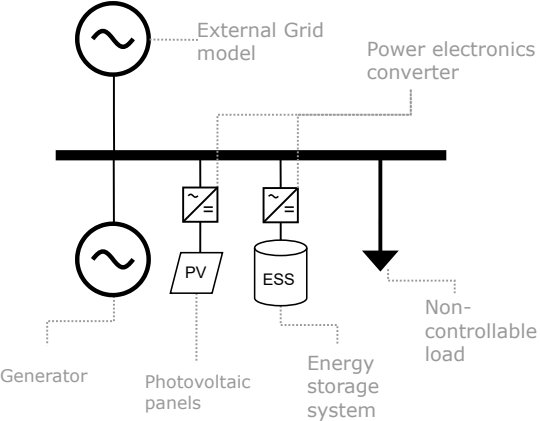 External Grid
model
Power electronics
converter
PV
ESS
Non-
controllable
load
Generator
Photovoltaic
panels
Energy
storage
system